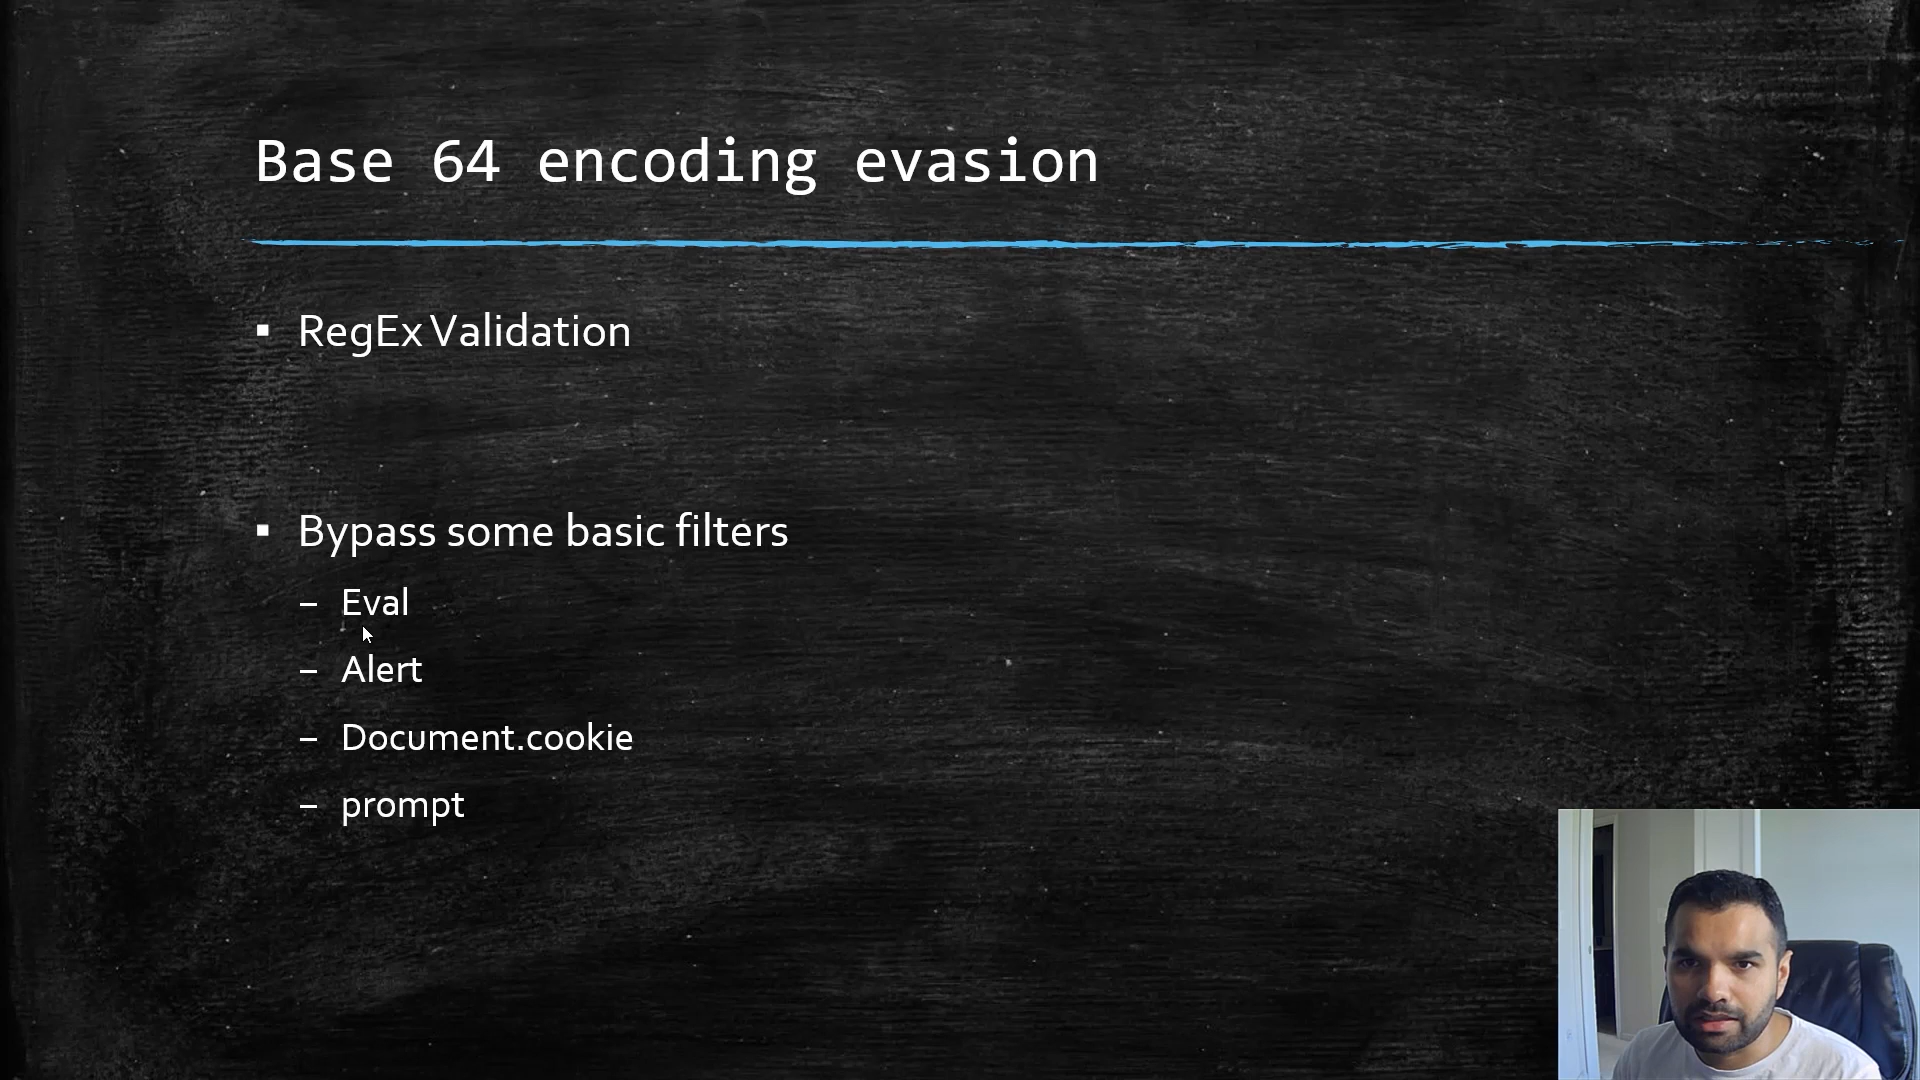 Base 64 encoding evasion
▪ RegEx Validation
▪ Bypass some basic filters
– Eval
– Alert
– Document.cookie
– prompt